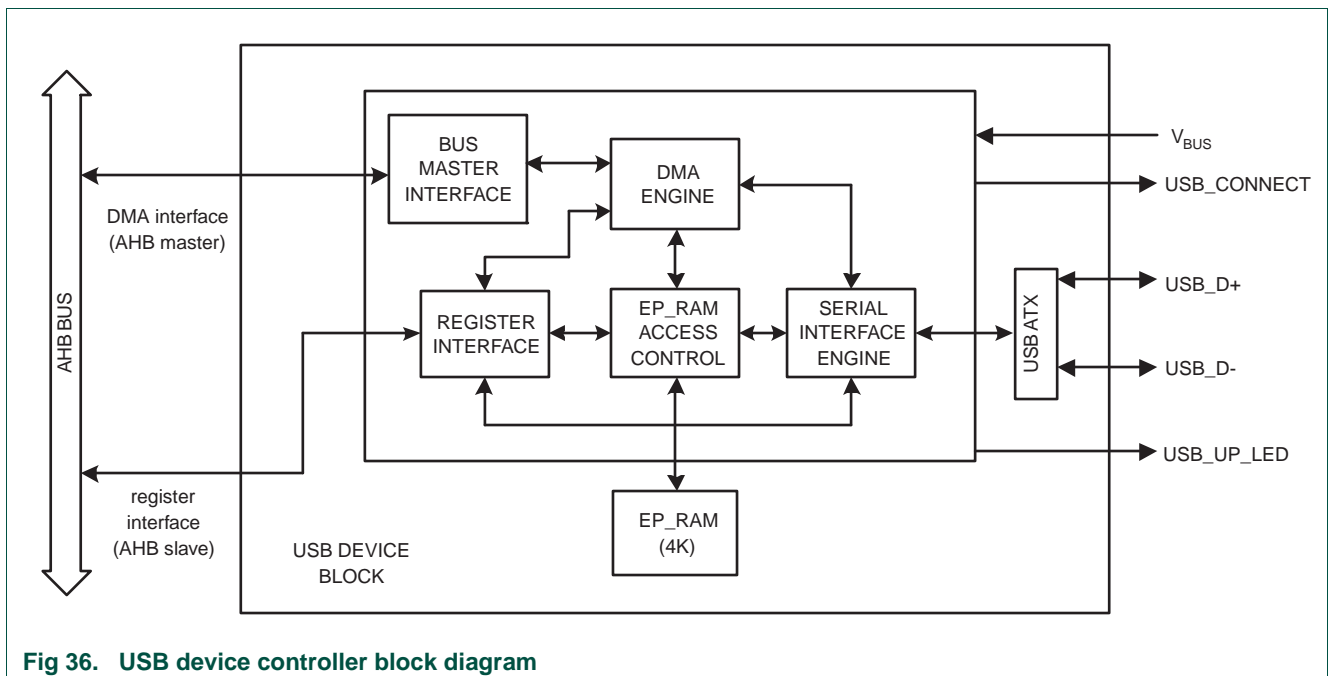 BUS
MASTER
INTERFACE
DMA
ENGINE
V_BUS
USB_CONNECT
DMA interface
(AHB master)
AHB BUS
REGISTER
INTERFACE
EP_RAM
ACCESS
CONTROL
SERIAL
INTERFACE
ENGINE
USB ATX
USB_D+
USB_D-
USB_UP_LED
register
interface
(AHB slave)
EP_RAM
(4K)
USB DEVICE
BLOCK
Fig 36. USB device controller block diagram